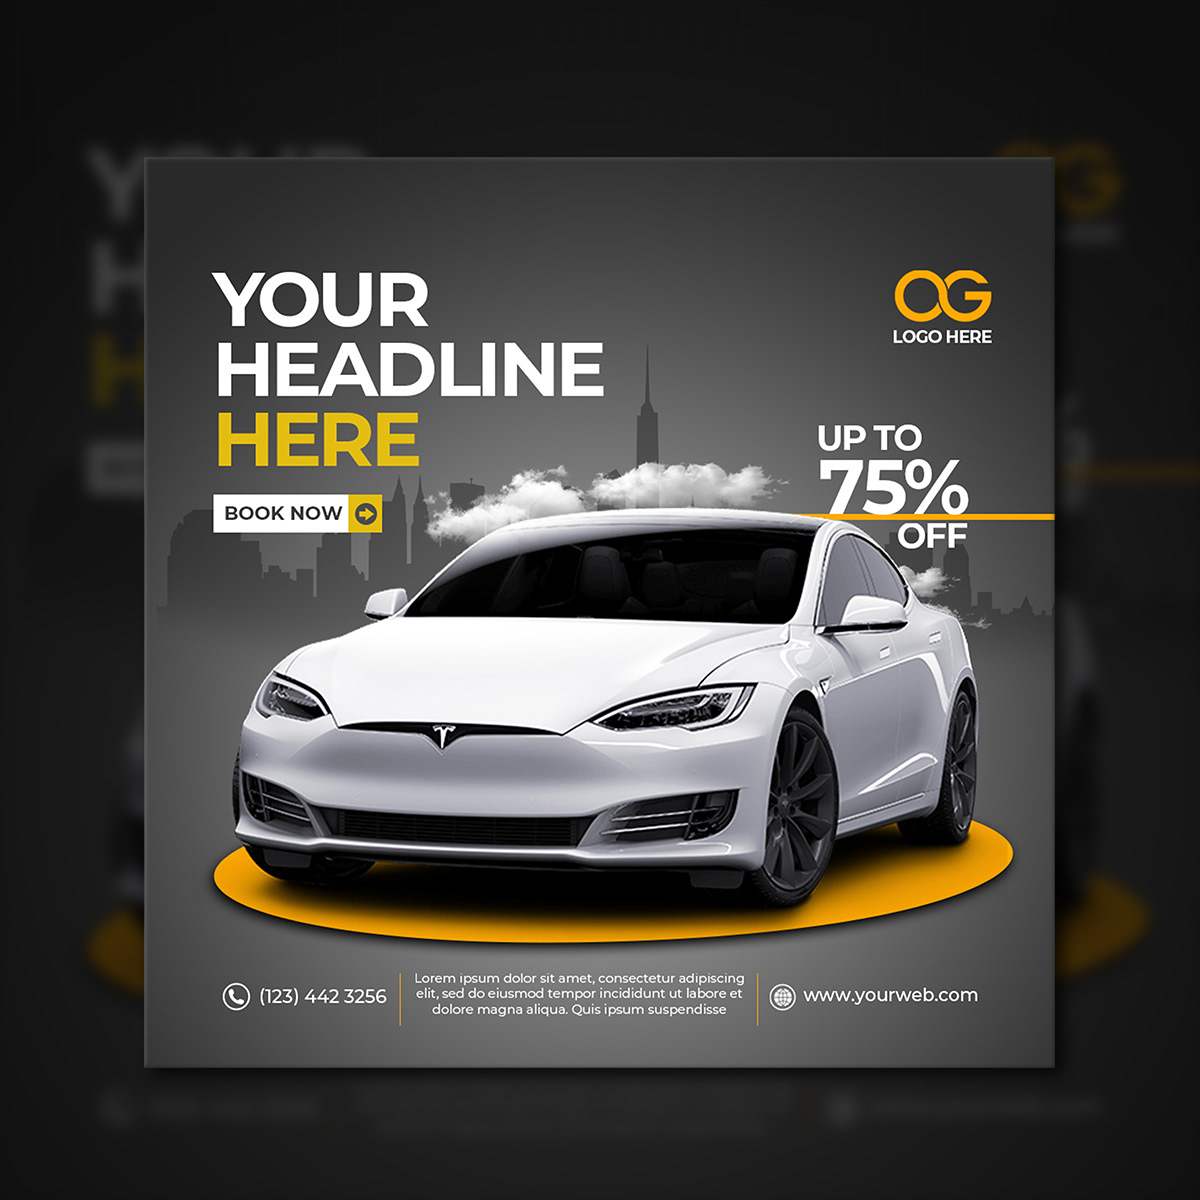 YOUR
HEADLINE
HERE
BOOK NOW
OG
LOGO HERE
UP TO
75%
OFF
(123) 442 3256
Lorem ipsum dolor sit amet, consectetur adipiscing
elit, sed do eiusmod tempor incididunt ut labore et
dolore magna aliqua. Quis ipsum suspendisse
www.yourweb.com